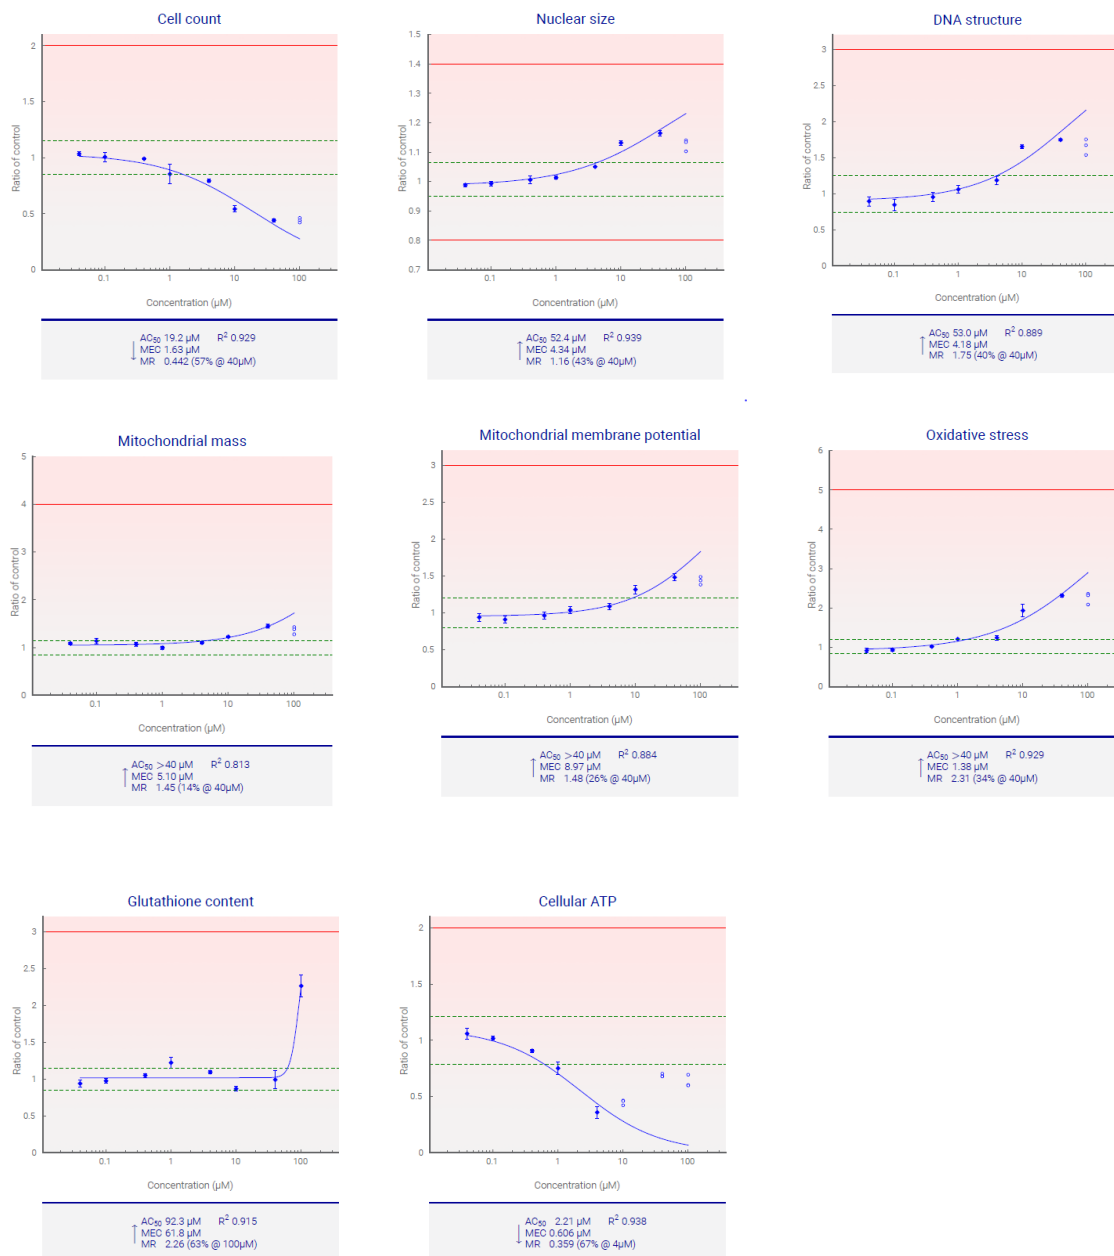 Cell count
Ratio of control
2
1.5
1
0.5
0
0.1
1
10
100
Concentration (µM)
↓
AC50 19.2 µM R² 0.929
MEC 1.63 µM
MR 0.442 (57% @ 40µM)
Nuclear size
Ratio of control
1.5
1.4
1.3
1.2
1.1
1.0
0.9
0.8
0.7
0.1
1
10
100
Concentration (µM)
↑
AC50 52.4 µM R² 0.939
MEC 4.34 µM
MR 1.16 (43% @ 40µM)
DNA structure
Ratio of control
3
2.5
2
1.5
1
0.5
0
0.1
1
10
100
Concentration (µM)
↑
AC50 53.0 µM R² 0.889
MEC 4.18 µM
MR 1.75 (40% @ 40µM)
Mitochondrial mass
Ratio of control
5
4
3
2
1
0
0.1
1
10
100
Concentration (µM)
↑
AC50 >40 µM R² 0.813
MEC 5.10 µM
MR 1.45 (14% @ 40µM)
Mitochondrial membrane potential
Ratio of control
3
2.5
2
1.5
1
0.5
0
0.1
1
10
100
Concentration (µM)
↑
AC50 >40 µM R² 0.884
MEC 8.97 µM
MR 1.48 (26% @ 40µM)
Oxidative stress
Ratio of control
6
5
4
3
2
1
0
0.1
1
10
100
Concentration (µM)
↑
AC50 >40 µM R² 0.929
MEC 1.38 µM
MR 2.31 (34% @ 40µM)
Glutathione content
Ratio of control
3
2.5
2
1.5
1
0.5
0
0.1
1
10
100
Concentration (µM)
↑
AC50 92.3 µM R² 0.915
MEC 61.8 µM
MR 2.26 (63% @ 100µM)
Cellular ATP
Ratio of control
2
1.5
1
0.5
0
0.1
1
10
100
Concentration (µM)
↓
AC50 2.21 µM R² 0.938
MEC 0.606 µM
MR 0.359 (67% @ 4µM)